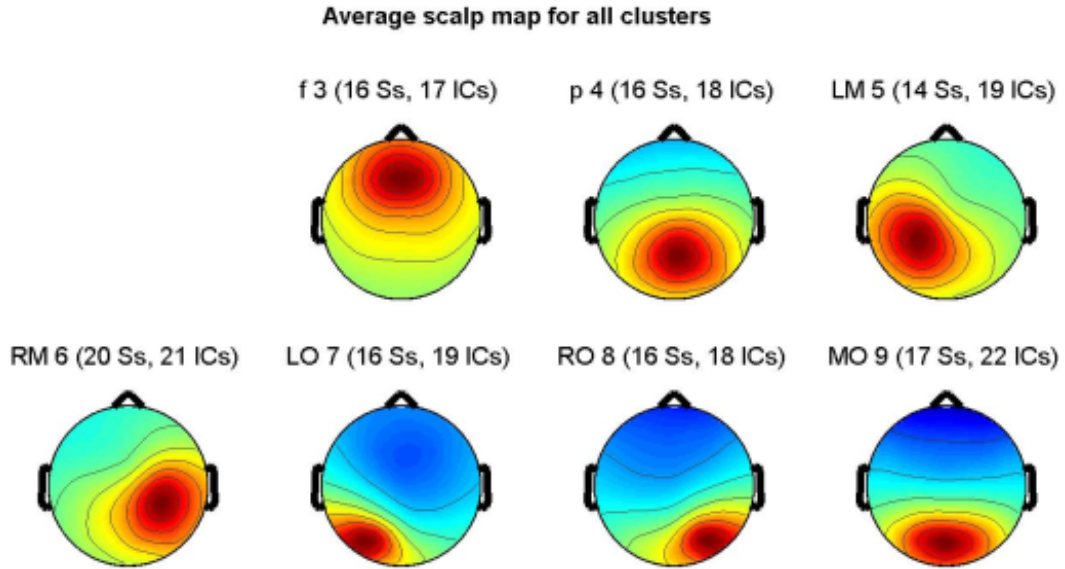 Average scalp map for all clusters
f 3 (16 Ss, 17 ICs)
p 4 (16 Ss, 18 ICs)
LM 5 (14 Ss, 19 ICs)
RM 6 (20 Ss, 21 ICs)
LO 7 (16 Ss, 19 ICs)
RO 8 (16 Ss, 18 ICs)
MO 9 (17 Ss, 22 ICs)